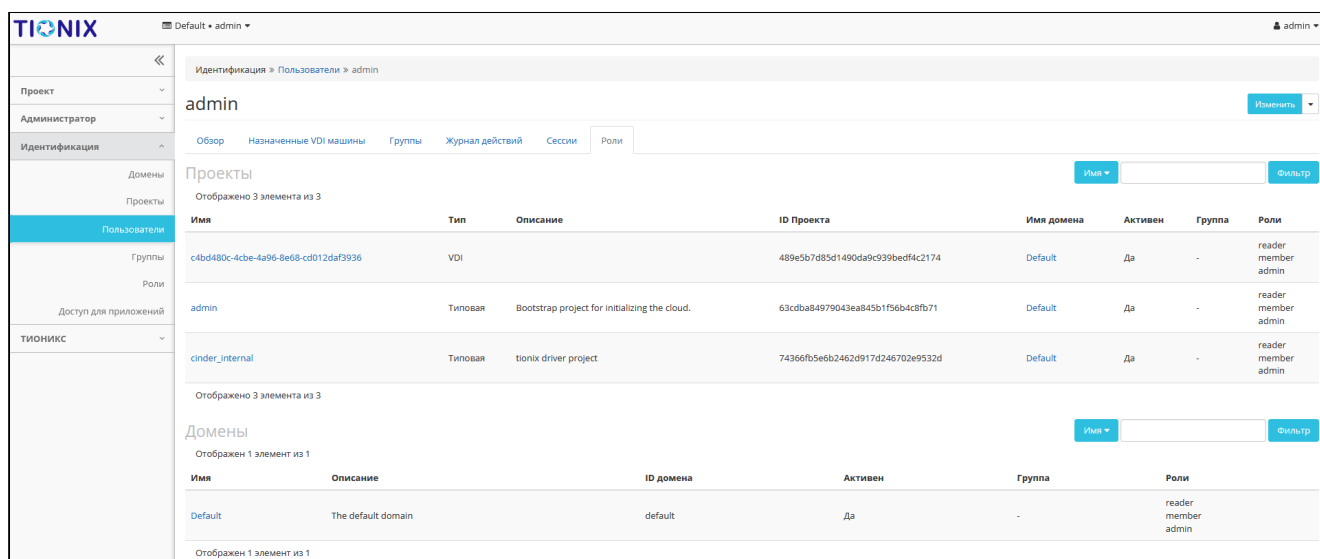 TIONIX
Default • admin
admin
Идентификация » Пользователи » admin
Проект
Администратор
Идентификация
Домены
Проекты
Пользователи
Группы
Роли
Доступ для приложений
ТИОНИКС
admin
Изменить
Обзор Назначенные VDI машины Группы Журнал действий Сессии Роли
Проекты
Имя Фильтр
Отображено 3 элемента из 3
Имя Тип Описание ID Проекта Имя домена Активен Группа Роли
c4bd480c-4cbe-4a96-8e68-cd012daf3936 VDI 489e5b7d85d1490da9c939bedf4c2174 Default Да - reader
member
admin
admin Типовая Bootstrap project for initializing the cloud. 63cdba84979043ea845b1f56b4c8fb71 Default Да - reader
member
admin
cinder_internal Типовая tionix driver project 74366fb5e6b2462d917d246702e9532d Default Да - reader
member
admin
Отображено 3 элемента из 3
Домены
Имя Фильтр
Отображен 1 элемент из 1
Имя Описание ID домена Активен Группа Роли
Default The default domain default Да - reader
member
admin
Отображен 1 элемент из 1